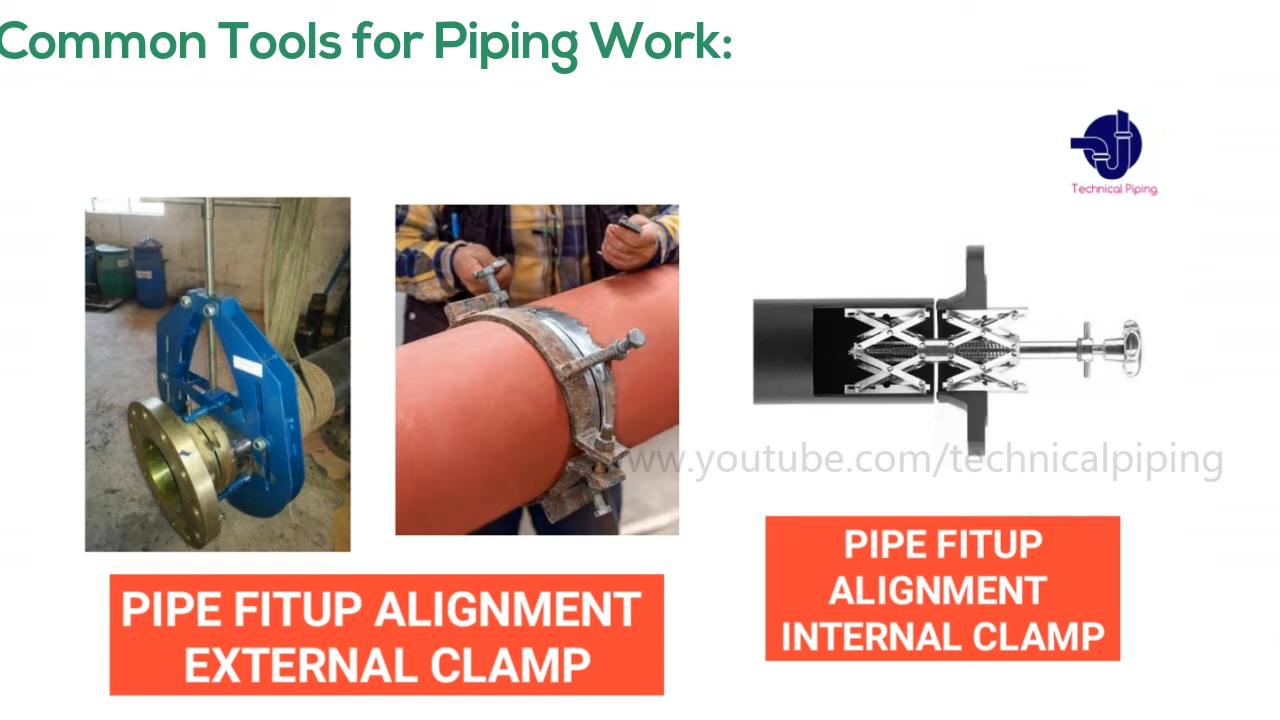 Common Tools for Piping Work:
Technical Piping
www.youtube.com/technicalpiping
PIPE FITUP ALIGNMENT
EXTERNAL CLAMP
PIPE FITUP
ALIGNMENT
INTERNAL CLAMP